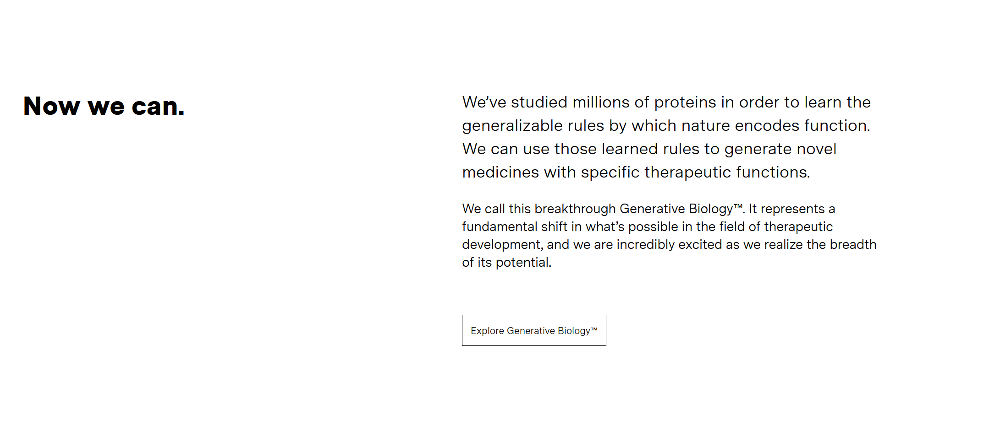 Now we can.
We’ve studied millions of proteins in order to learn the
generalizable rules by which nature encodes function.
We can use those learned rules to generate novel
medicines with specific therapeutic functions.
We call this breakthrough Generative Biology™. It represents a
fundamental shift in what’s possible in the field of therapeutic
development, and we are incredibly excited as we realize the breadth
of its potential.
Explore Generative Biology™